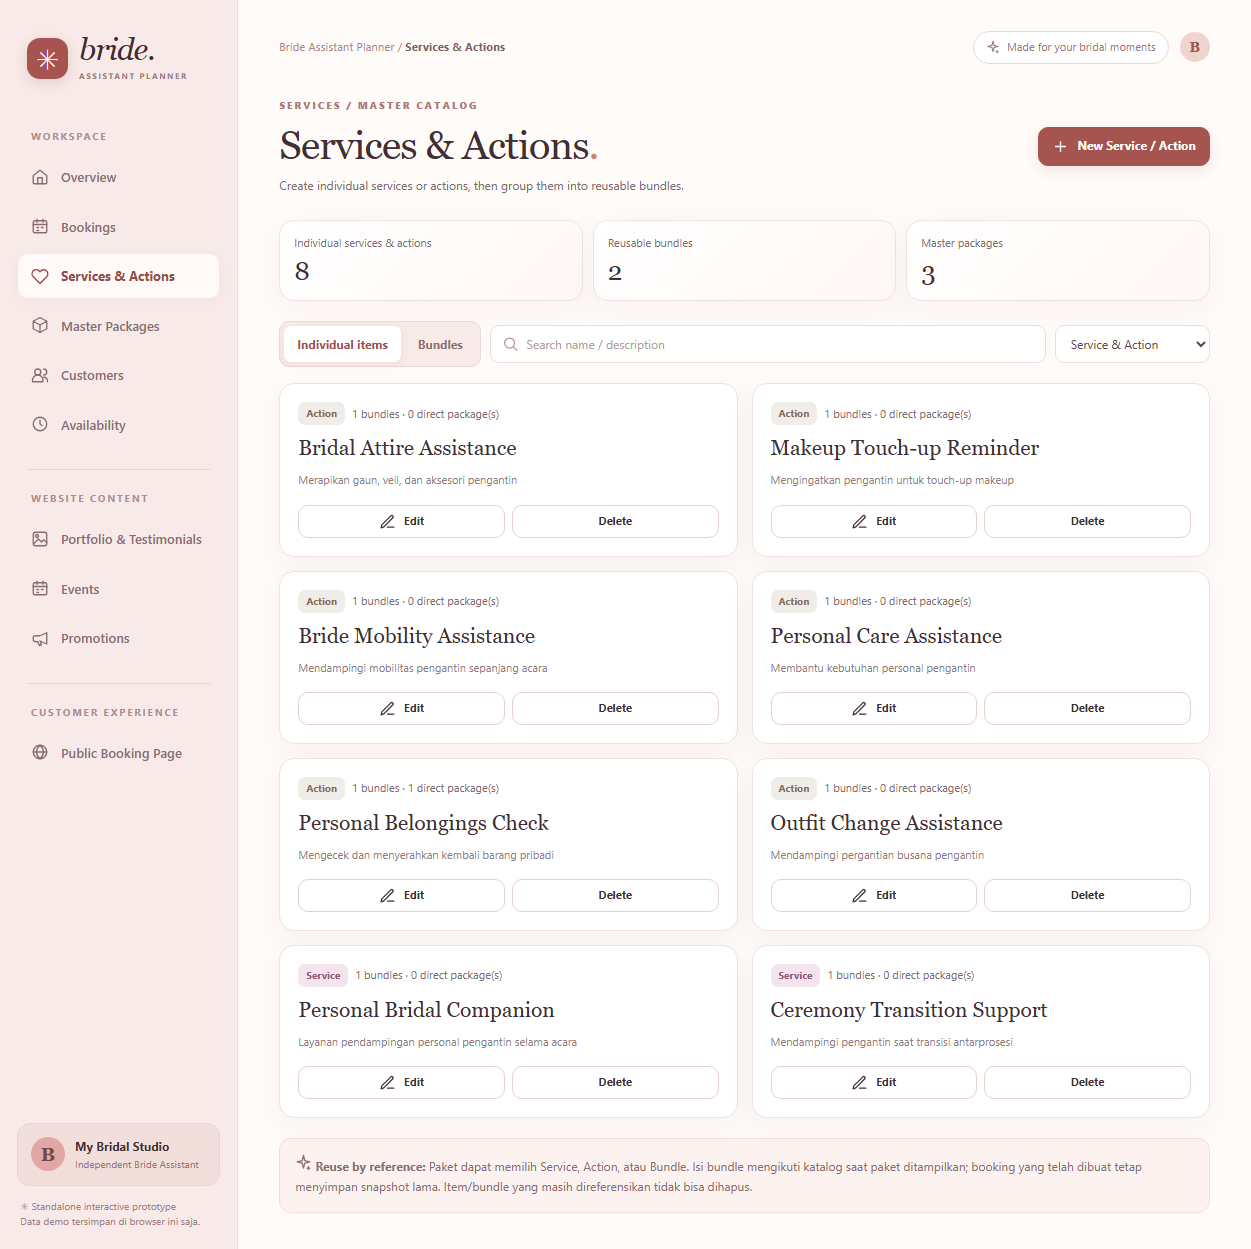 bride.
ASSISTANT PLANNER
WORKSPACE
Overview
Bookings
Services & Actions
Master Packages
Customers
Availability
WEBSITE CONTENT
Portfolio & Testimonials
Events
Promotions
CUSTOMER EXPERIENCE
Public Booking Page
B
My Bridal Studio
Independent Bride Assistant
✳ Standalone interactive prototype
Data demo tersimpan di browser ini saja.
Bride Assistant Planner / Services & Actions
Made for your bridal moments
B
SERVICES / MASTER CATALOG
Services & Actions.
Create individual services or actions, then group them into reusable bundles.
+ New Service / Action
Individual services & actions
8
Reusable bundles
2
Master packages
3
Individual items
Bundles
Search name / description
Service & Action
Action 1 bundles · 0 direct package(s)
Bridal Attire Assistance
Merapikan gaun, veil, dan aksesori pengantin
Edit
Delete
Action 1 bundles · 0 direct package(s)
Makeup Touch-up Reminder
Mengingatkan pengantin untuk touch-up makeup
Edit
Delete
Action 1 bundles · 0 direct package(s)
Bride Mobility Assistance
Mendampingi mobilitas pengantin sepanjang acara
Edit
Delete
Action 1 bundles · 0 direct package(s)
Personal Care Assistance
Membantu kebutuhan personal pengantin
Edit
Delete
Action 1 bundles · 1 direct package(s)
Personal Belongings Check
Mengecek dan menyerahkan kembali barang pribadi
Edit
Delete
Action 1 bundles · 0 direct package(s)
Outfit Change Assistance
Mendampingi pergantian busana pengantin
Edit
Delete
Service 1 bundles · 0 direct package(s)
Personal Bridal Companion
Layanan pendampingan personal pengantin selama acara
Edit
Delete
Service 1 bundles · 0 direct package(s)
Ceremony Transition Support
Mendampingi pengantin saat transisi antarprosesi
Edit
Delete
Reuse by reference: Paket dapat memilih Service, Action, atau Bundle. Isi bundle mengikuti katalog saat paket ditampilkan; booking yang telah dibuat tetap
menyimpan snapshot lama. Item/bundle yang masih direferensikan tidak bisa dihapus.